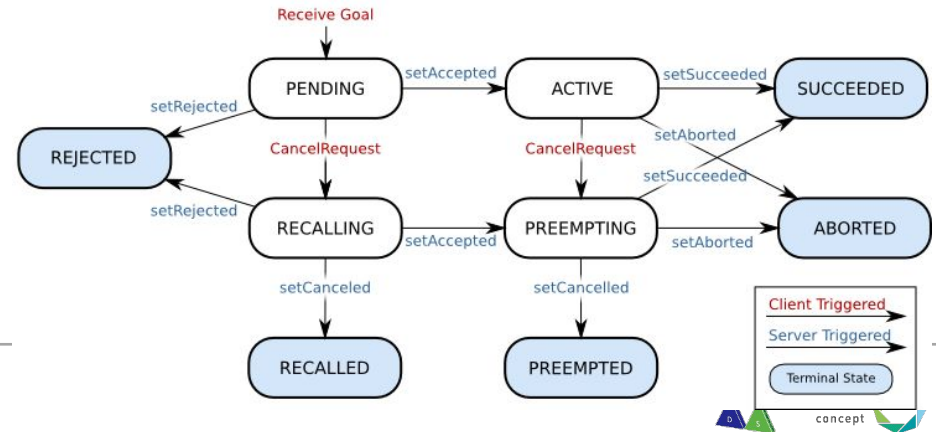 Receive Goal
PENDING
setAccepted
ACTIVE
setSucceeded
SUCCEEDED
setRejected
REJECTED
CancelRequest
CancelRequest
setAborted
setSucceeded
setRejected
RECALLING
setAccepted
PREEMPTING
setAborted
ABORTED
setCanceled
setCancelled
RECALLED
PREEMPTED
Client Triggered
Server Triggered
Terminal State
D S
concept